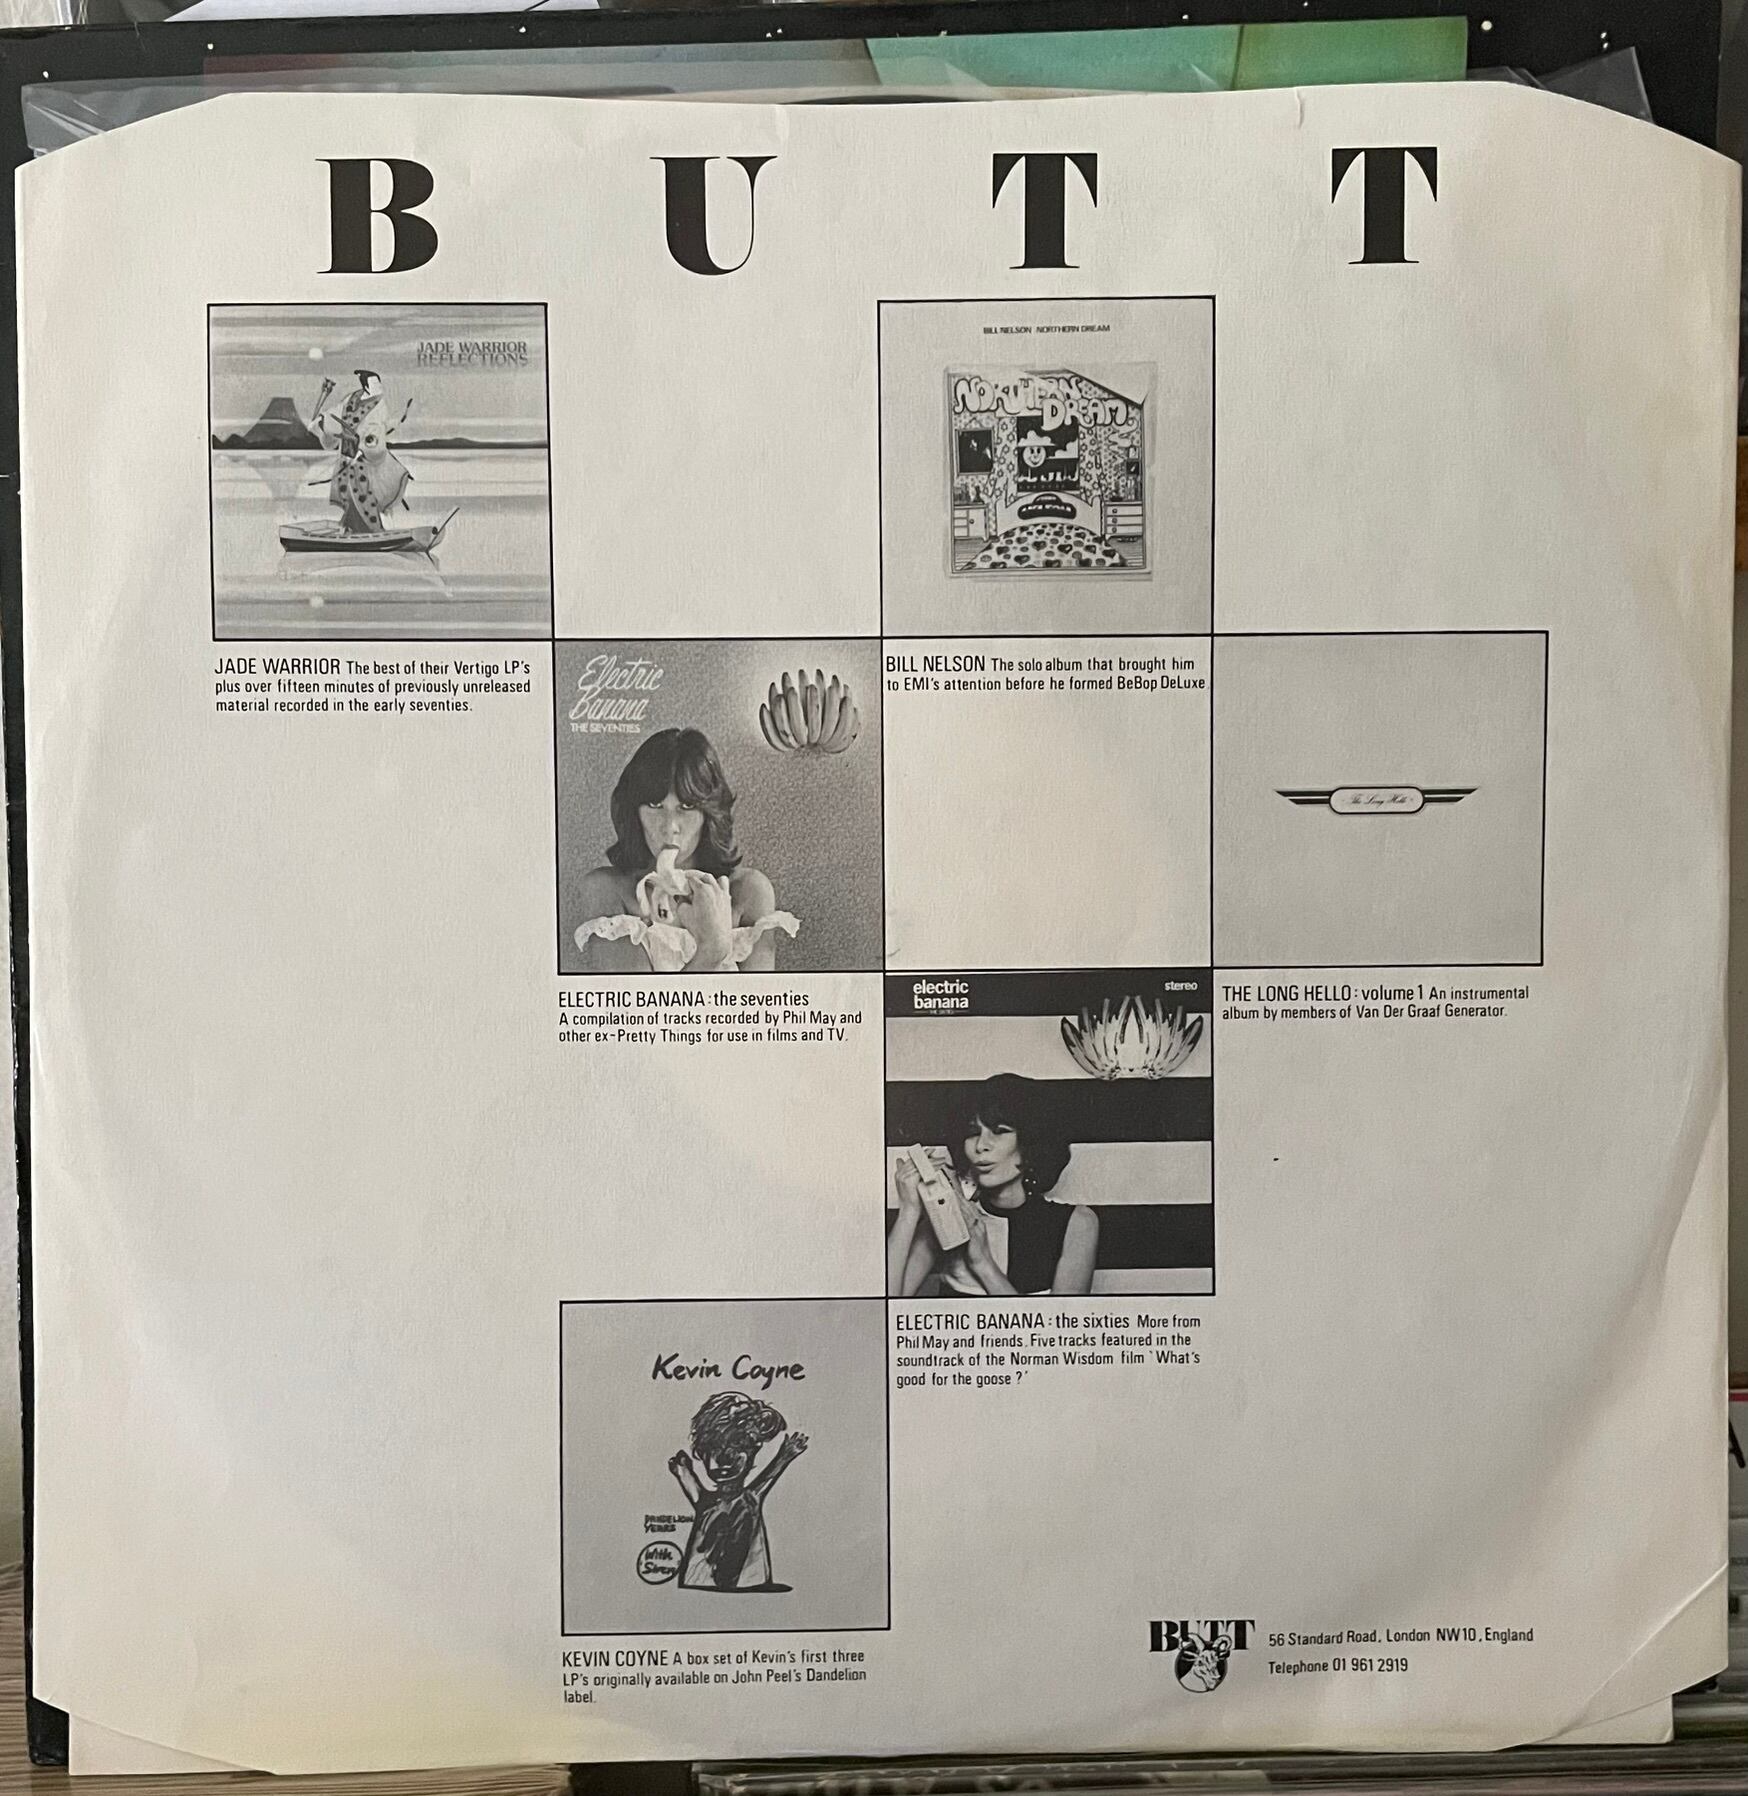 B U T T
JADE WARRIOR
REFLECTIONS
BILL NELSON NORTHERN DREAM
NORTHERN
DREAM
JADE WARRIOR The best of their Vertigo LP's
plus over fifteen minutes of previously unreleased
material recorded in the early seventies.
Electric
Banana
THE SEVENTIES
BILL NELSON The solo album that brought him
to EMI's attention before he formed BeBop DeLuxe
The Long Hello
ELECTRIC BANANA : the seventies
A compilation of tracks recorded by Phil May and
other ex-Pretty Things for use in films and TV.
electric
banana
THE SIXTIES
stereo
THE LONG HELLO : volume 1 An instrumental
album by members of Van Der Graaf Generator.
ELECTRIC BANANA : the sixties More from
Phil May and friends. Five tracks featured in the
soundtrack of the Norman Wisdom film `What's
good for the goose ?'
Kevin Coyne
DANDELION
YEARS
With
Siren
KEVIN COYNE A box set of Kevin's first three
LP's originally available on John Peel's Dandelion
label.
BUTT
56 Standard Road, London NW10, England
Telephone 01 961 2919